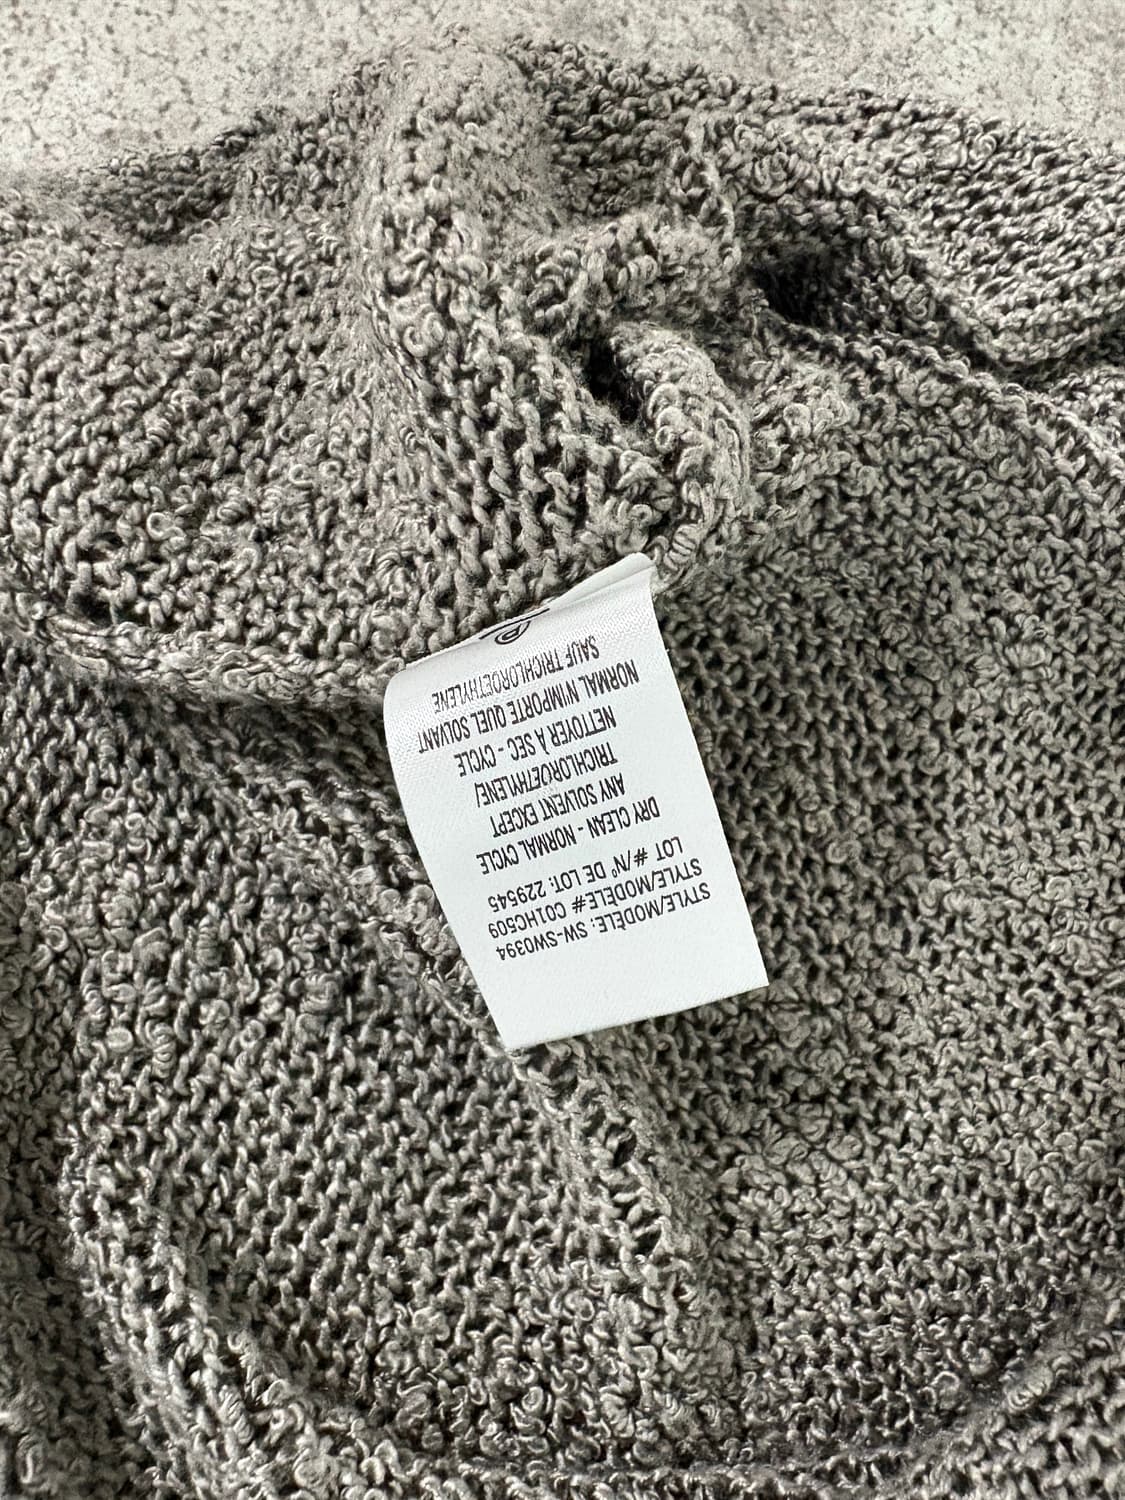 STYLE/MODÈLE: SW-SW0394
STYLE/MODÈLE# C01HC509
LOT #/N° DE LOT: 229545
DRY CLEAN - NORMAL CYCLE
ANY SOLVENT EXCEPT
TRICHLOROETHYLENE/
NETTOYER À SEC - CYCLE
NORMAL N'IMPORTE QUEL SOLVANT
SAUF TRICHLOROETHYLENE
P